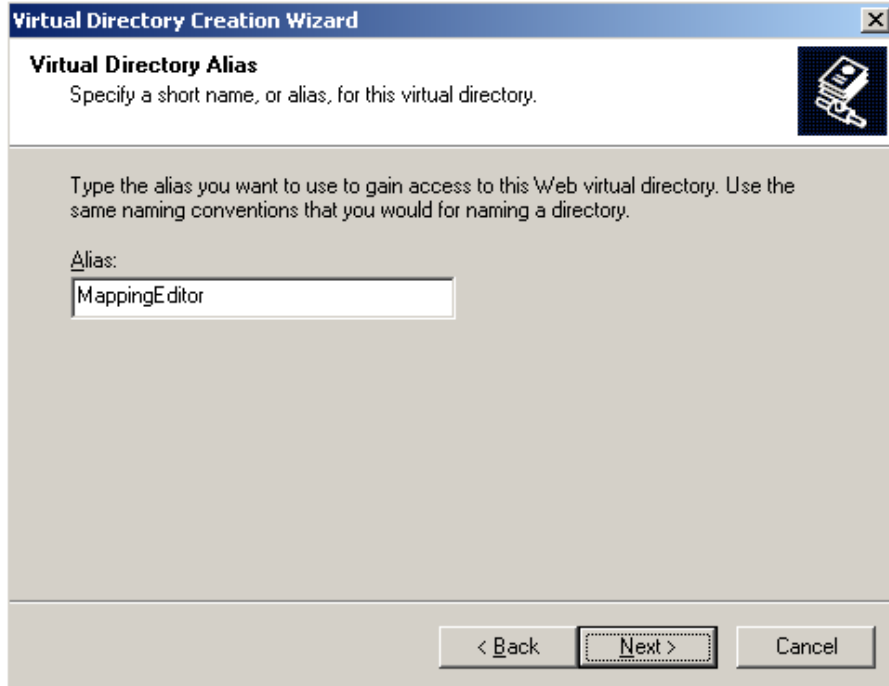 Virtual Directory Creation Wizard
Virtual Directory Alias
Specify a short name, or alias, for this virtual directory.
Type the alias you want to use to gain access to this Web virtual directory. Use the
same naming conventions that you would for naming a directory.
Alias:
MappingEditor
< Back Next > Cancel